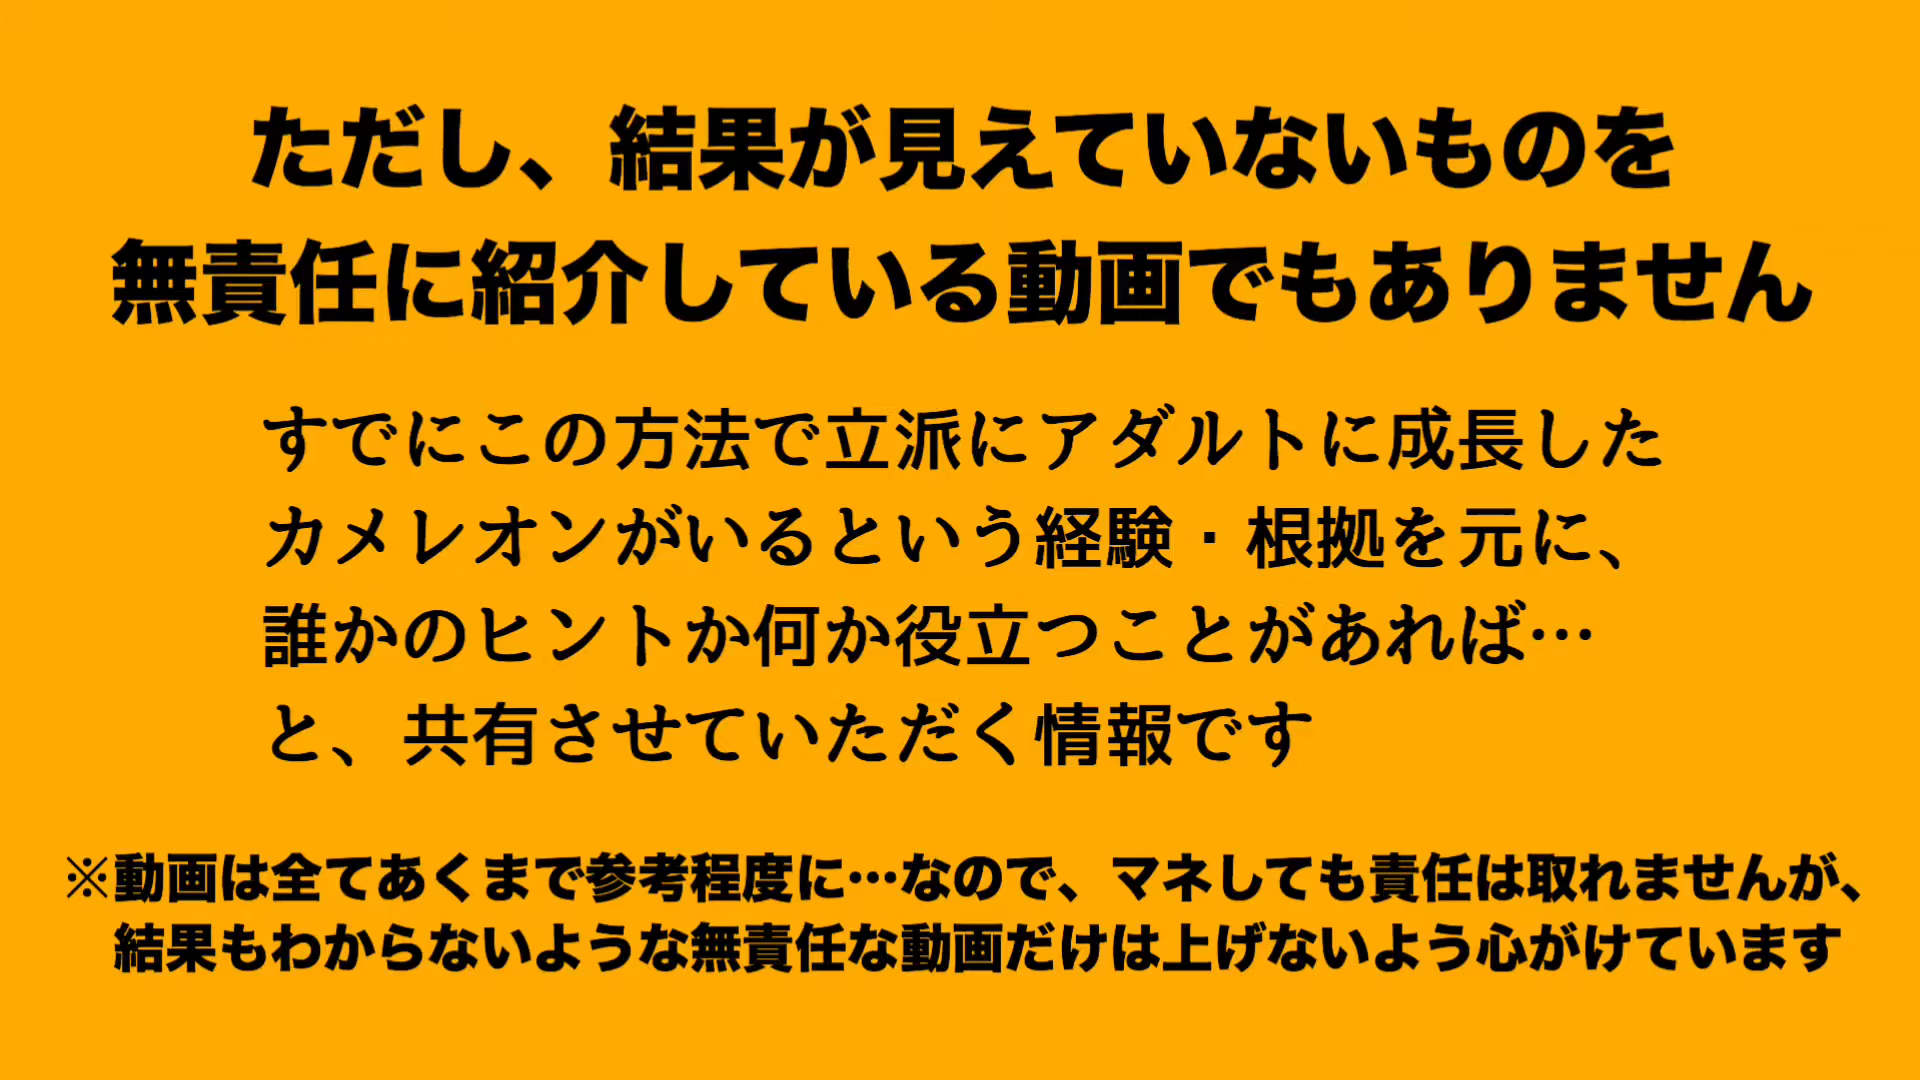 ただし、結果が見えていないものを
無責任に紹介している動画でもありません
すでにこの方法で立派にアダルトに成長した
カメレオンがいるという経験・根拠を元に、
誰かのヒントか何か役立つことがあれば…
と、共有させていただく情報です
※動画は全てあくまで参考程度に…なので、マネしても責任は取れませんが、
結果もわからないような無責任な動画だけは上げないよう心がけています